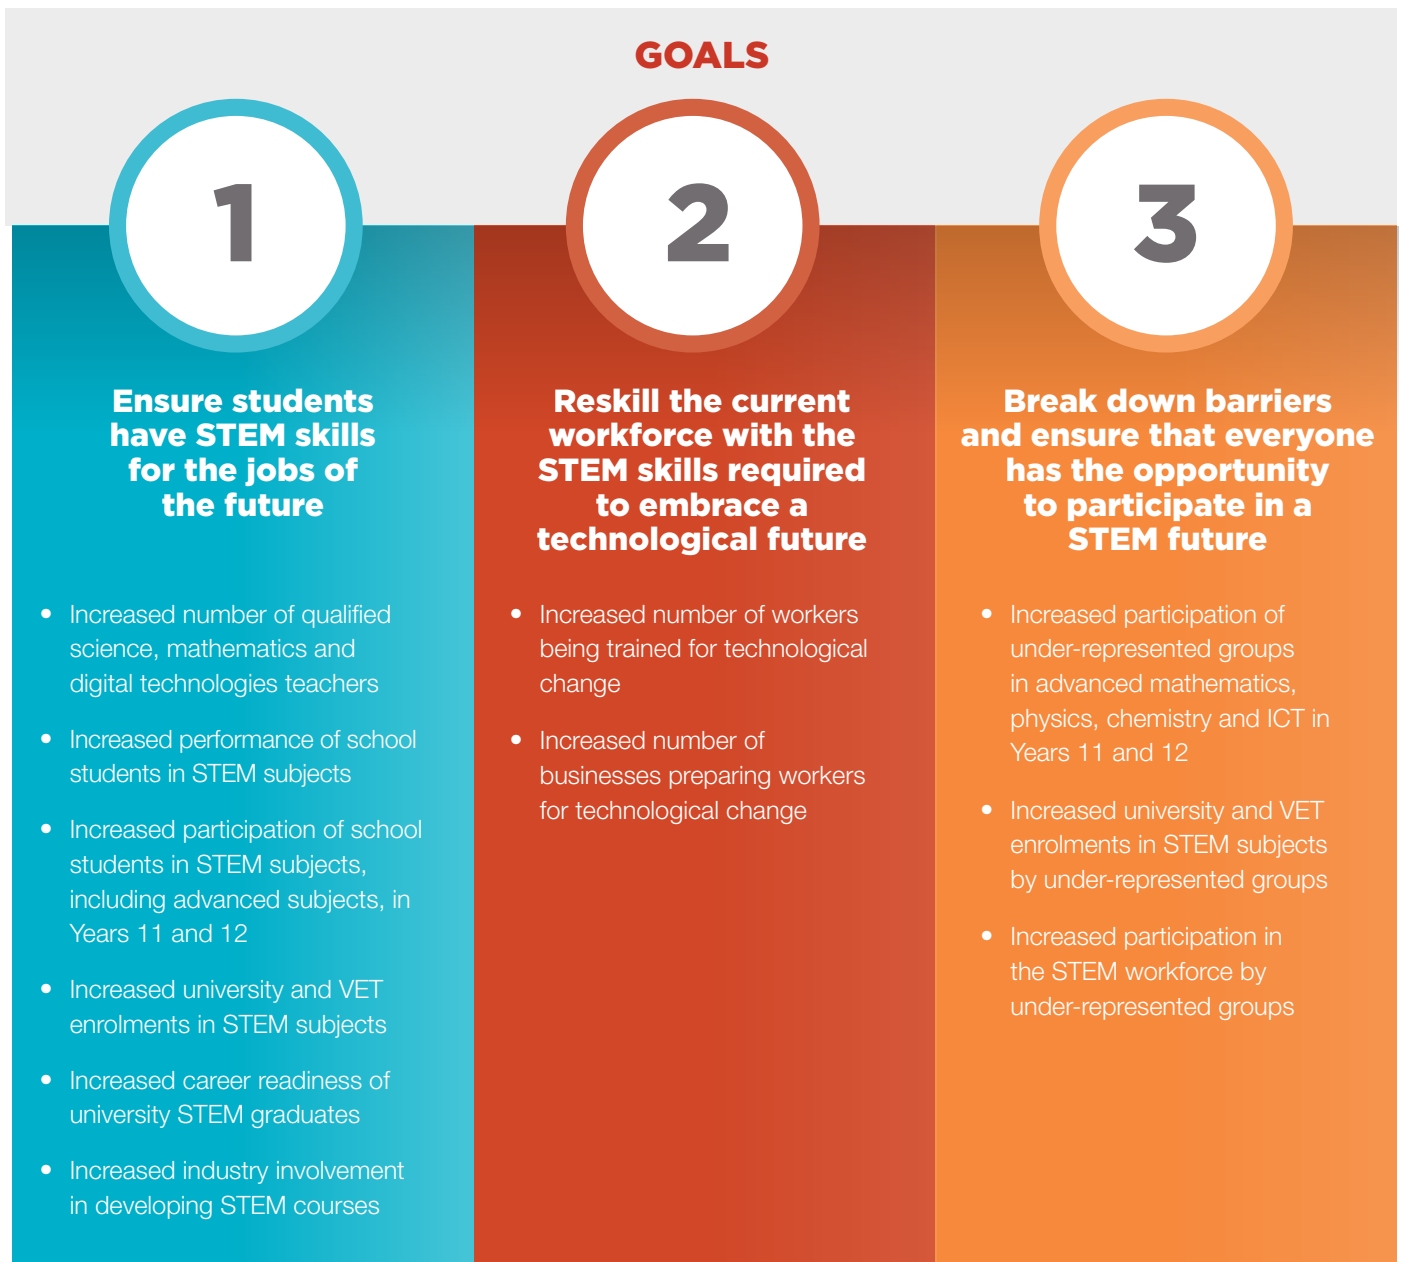 GOALS
1
Ensure students
have STEM skills
for the jobs of
the future
• Increased number of qualified
science, mathematics and
digital technologies teachers
• Increased performance of school
students in STEM subjects
• Increased participation of school
students in STEM subjects,
including advanced subjects, in
Years 11 and 12
• Increased university and VET
enrolments in STEM subjects
• Increased career readiness of
university STEM graduates
• Increased industry involvement
in developing STEM courses
2
Reskill the current
workforce with the
STEM skills required
to embrace a
technological future
• Increased number of workers
being trained for technological
change
• Increased number of
businesses preparing workers
for technological change
3
Break down barriers
and ensure that everyone
has the opportunity
to participate in a
STEM future
• Increased participation of
under-represented groups
in advanced mathematics,
physics, chemistry and ICT in
Years 11 and 12
• Increased university and VET
enrolments in STEM subjects
by under-represented groups
• Increased participation in
the STEM workforce by
under-represented groups